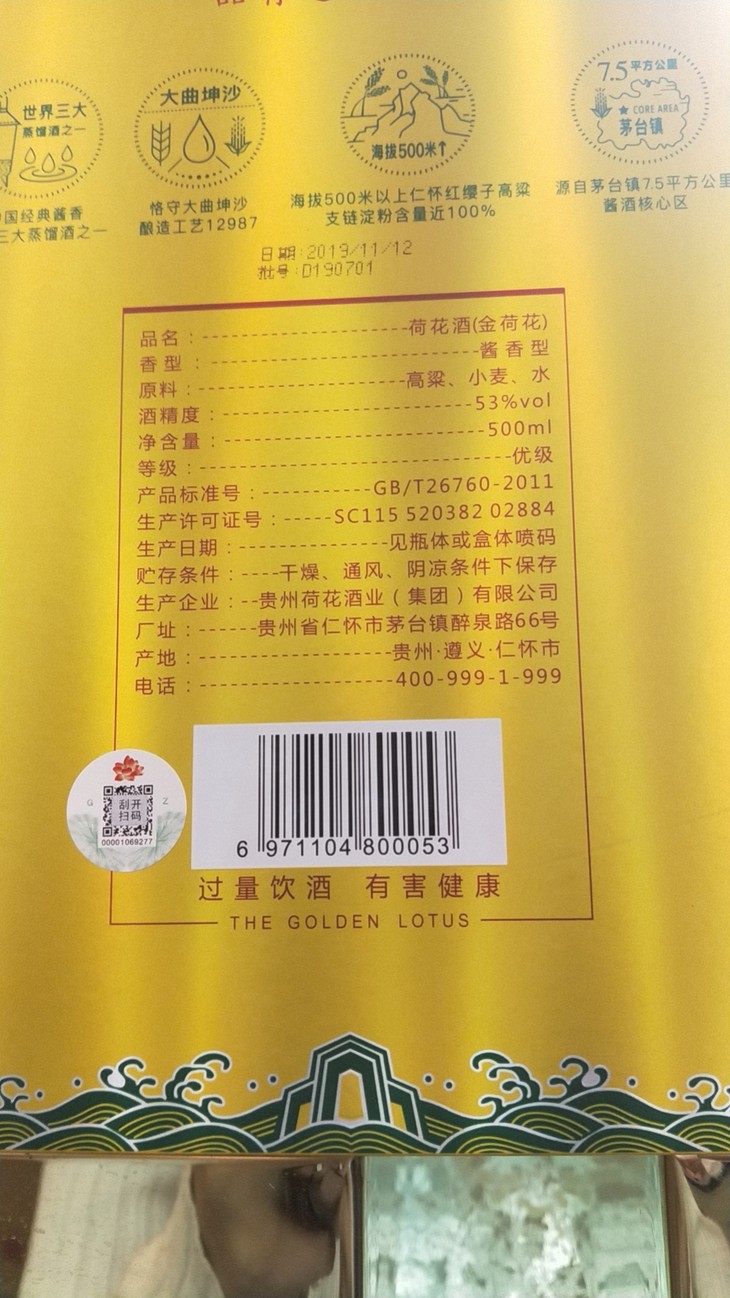 世界三大
蒸馏酒之一
国经典酱香
三大蒸馏酒之一
大曲坤沙
恪守大曲坤沙
酿造工艺12987
海拔500米↑
海拔500米以上仁怀红缨子高粱
支链淀粉含量近100%
7.5平方公里
CORE AREA
茅台镇
源自茅台镇7.5平方公里
酱酒核心区
日期:2019/11/12
批号:D190701
品名：荷花酒(金荷花)
香型：酱香型
原料：高粱、小麦、水
酒精度：53%vol
净含量：500ml
等级：优级
产品标准号：GB/T26760-2011
生产许可证号：SC115 520382 02884
生产日期：见瓶体或盒体喷码
贮存条件：干燥、通风、阴凉条件下保存
生产企业：贵州荷花酒业（集团）有限公司
厂址：贵州省仁怀市茅台镇醉泉路66号
产地：贵州·遵义·仁怀市
电话：400-999-1-999
G Z
刮开
扫码
00001069277
6 971104 800053
过量饮酒 有害健康
THE GOLDEN LOTUS